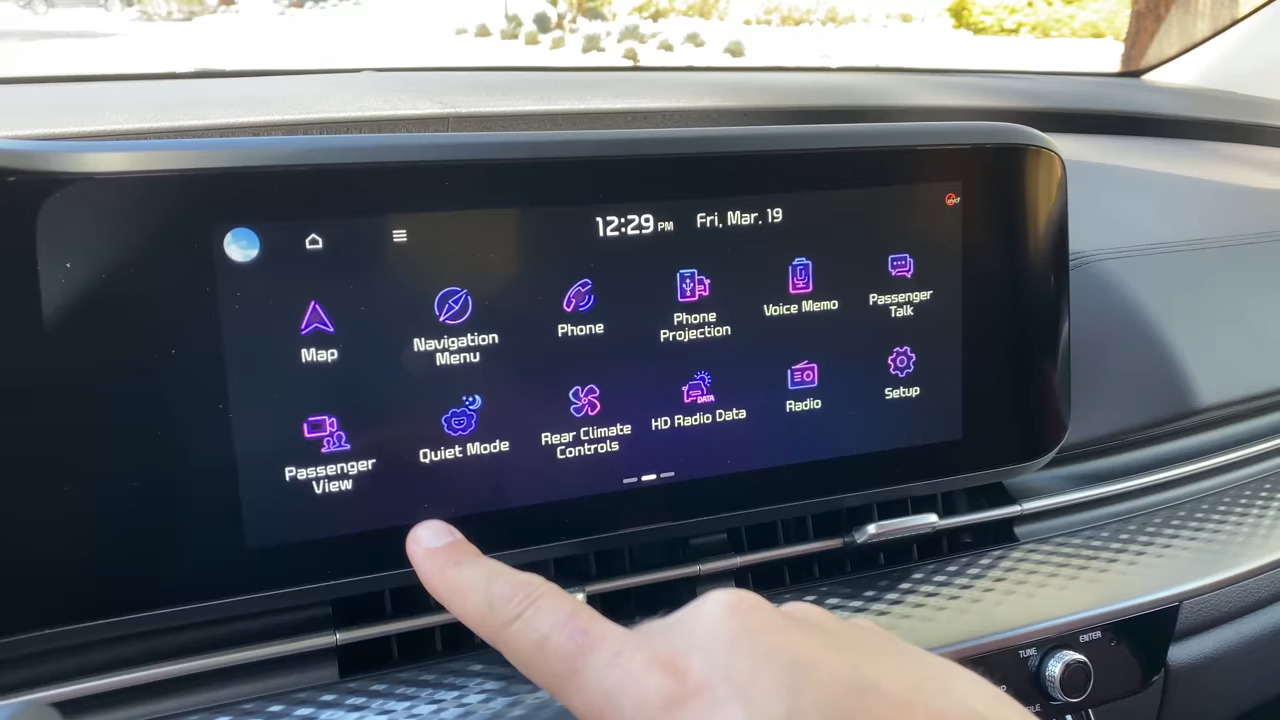 12:29 PM Fri, Mar. 19
Map
Navigation
Menu
Phone
Phone
Projection
Voice Memo
Passenger
Talk
Passenger
View
Quiet Mode
Rear Climate
Controls
DATA
HD Radio Data
Radio
Setup
TUNE
ENTER